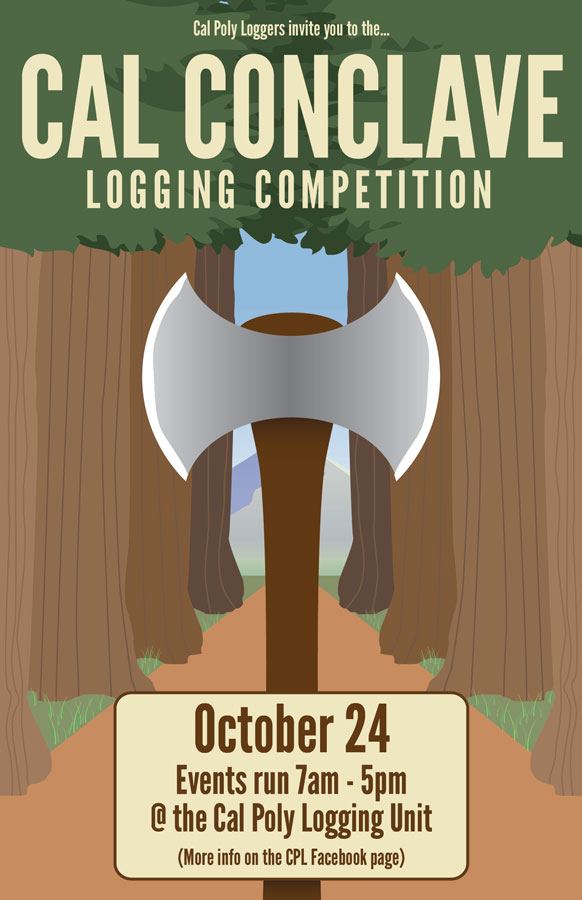 Cal Poly Loggers invite you to the...
CAL CONCLAVE
LOGGING COMPETITION
October 24
Events run 7am - 5pm
@ the Cal Poly Logging Unit
(More info on the CPL Facebook page)